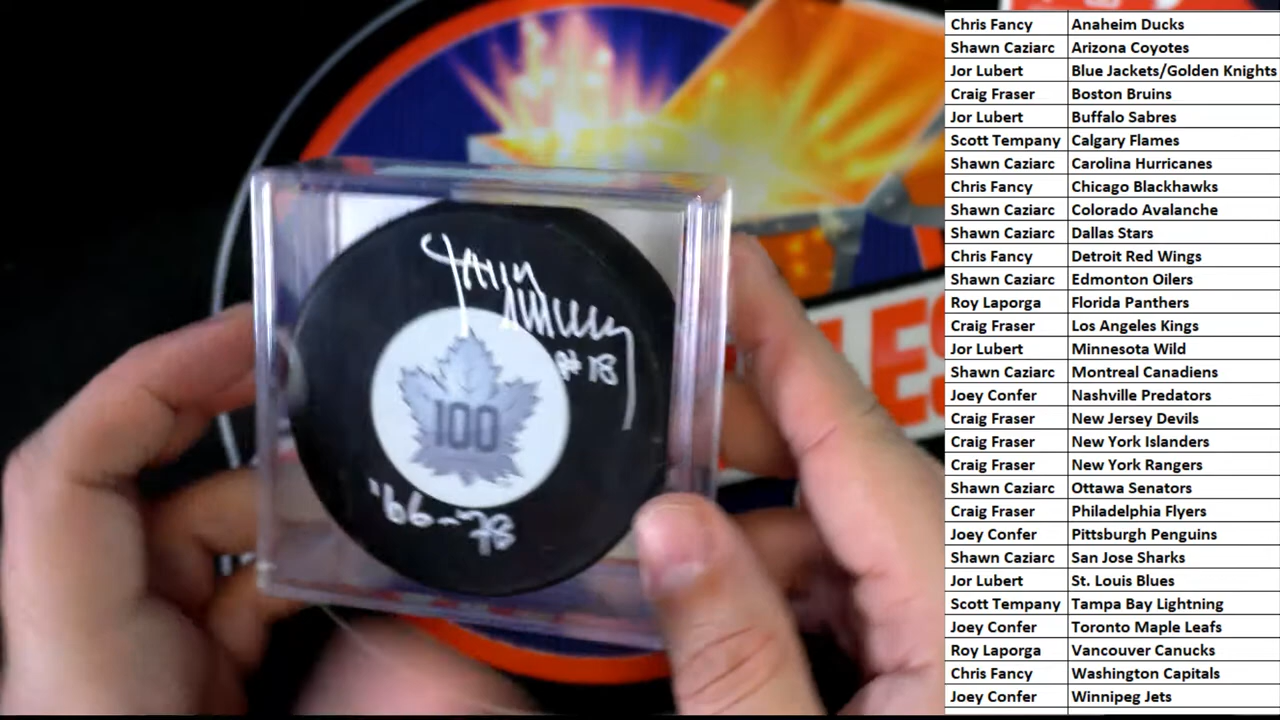 #18
100
'66-78
LES
Chris Fancy Anaheim Ducks
Shawn Caziarc Arizona Coyotes
Jor Lubert Blue Jackets/Golden Knights
Craig Fraser Boston Bruins
Jor Lubert Buffalo Sabres
Scott Tempany Calgary Flames
Shawn Caziarc Carolina Hurricanes
Chris Fancy Chicago Blackhawks
Shawn Caziarc Colorado Avalanche
Shawn Caziarc Dallas Stars
Chris Fancy Detroit Red Wings
Shawn Caziarc Edmonton Oilers
Roy Laporga Florida Panthers
Craig Fraser Los Angeles Kings
Jor Lubert Minnesota Wild
Shawn Caziarc Montreal Canadiens
Joey Confer Nashville Predators
Craig Fraser New Jersey Devils
Craig Fraser New York Islanders
Craig Fraser New York Rangers
Shawn Caziarc Ottawa Senators
Craig Fraser Philadelphia Flyers
Joey Confer Pittsburgh Penguins
Shawn Caziarc San Jose Sharks
Jor Lubert St. Louis Blues
Scott Tempany Tampa Bay Lightning
Joey Confer Toronto Maple Leafs
Roy Laporga Vancouver Canucks
Chris Fancy Washington Capitals
Joey Confer Winnipeg Jets